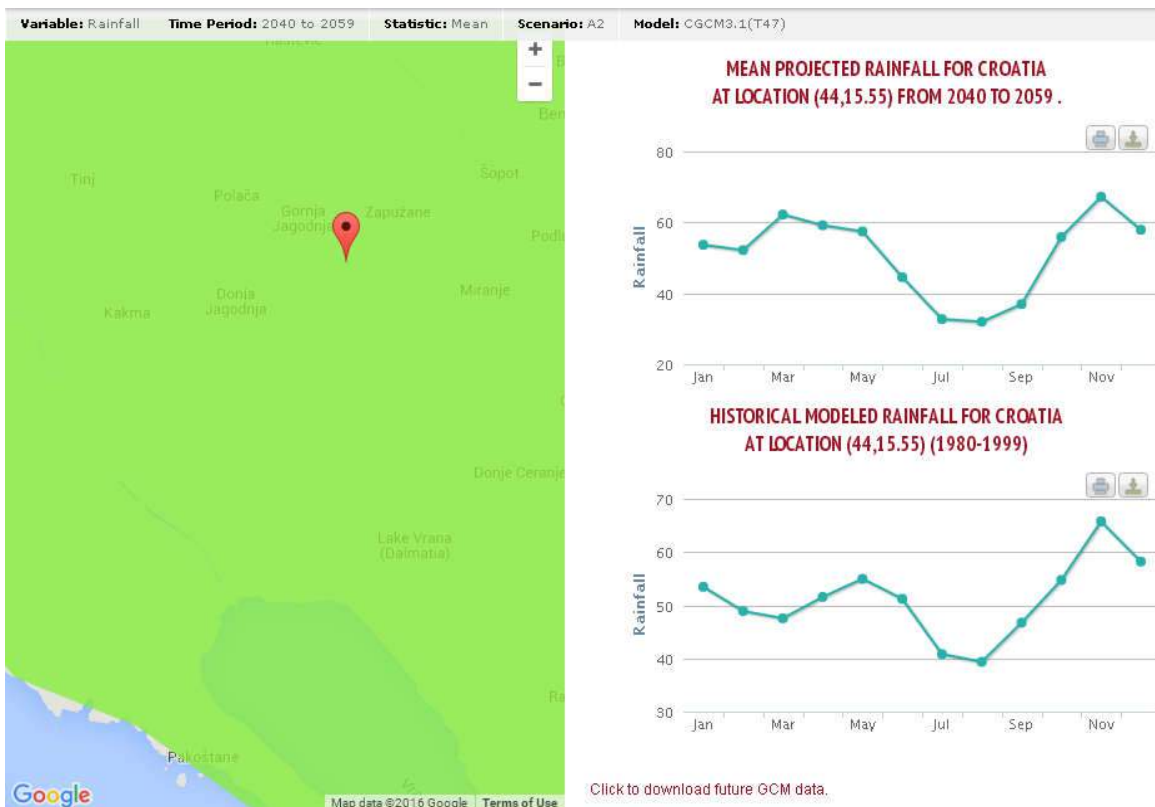 Variable: Rainfall Time Period: 2040 to 2059 Statistic: Mean Scenario: A2 Model: CGCM3.1(T47)
+
−
Ben
Šopot
Tinj
Polača
Gornja
Jagodnja
Zapužane
Podlu
Miranje
Donja
Jagodnja
Kakma
Donje Ceranje
Lake Vrana
(Dalmatia)
Ra
Pakoštane
Google
Map data ©2016 Google Terms of Use
MEAN PROJECTED RAINFALL FOR CROATIA
AT LOCATION (44,15.55) FROM 2040 TO 2059 .
80
60
40
20
Rainfall
Jan Mar May Jul Sep Nov
HISTORICAL MODELED RAINFALL FOR CROATIA
AT LOCATION (44,15.55) (1980-1999)
70
60
50
40
30
Rainfall
Jan Mar May Jul Sep Nov
Click to download future GCM data.